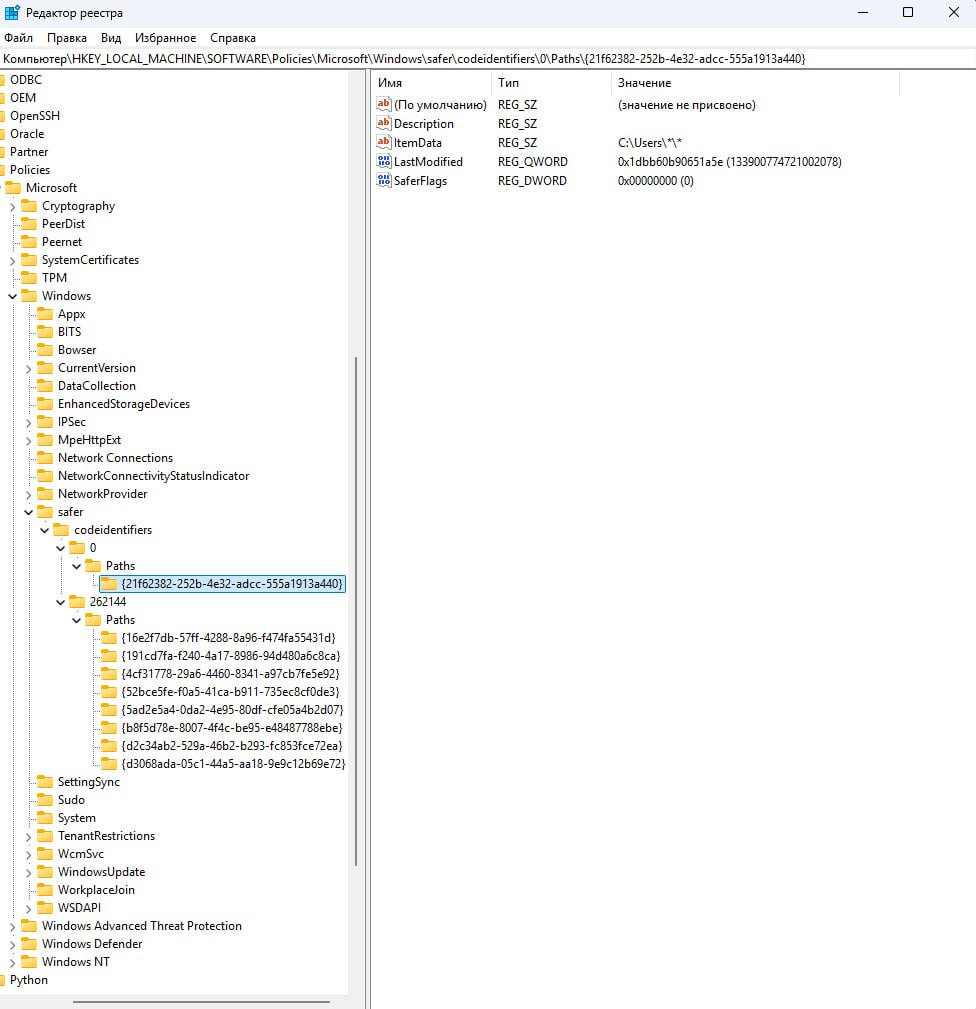 Редактор реестра
Файл Правка Вид Избранное Справка
Компьютер\HKEY_LOCAL_MACHINE\SOFTWARE\Policies\Microsoft\Windows\safer\codeidentifiers\0\Paths\{21f62382-252b-4e32-adcc-555a1913a440}
ODBC
OEM
OpenSSH
Oracle
Partner
Policies
Microsoft
Cryptography
PeerDist
Peernet
SystemCertificates
TPM
Windows
Appx
BITS
Bowser
CurrentVersion
DataCollection
EnhancedStorageDevices
IPSec
MpeHttpExt
Network Connections
NetworkConnectivityStatusIndicator
NetworkProvider
safer
codeidentifiers
0
Paths
{21f62382-252b-4e32-adcc-555a1913a440}
262144
Paths
{16e2f7db-57ff-4288-8a96-f474fa55431d}
{191cd7fa-f240-4a17-8986-94d480a6c8ca}
{4cf31778-29a6-4460-8341-a97cb7fe5e92}
{52bce5fe-f0a5-41ca-b911-735ec8cf0de3}
{5ad2e5a4-0da2-4e95-80df-cfe05a4b2d07}
{b8f5d78e-8007-4f4c-be95-e48487788ebe}
{d2c34ab2-529a-46b2-b293-fc853fce72ea}
{d3068ada-05c1-44a5-aa18-9e9c12b69e72}
SettingSync
Sudo
System
TenantRestrictions
WcmSvc
WindowsUpdate
WorkplaceJoin
WSDAPI
Windows Advanced Threat Protection
Windows Defender
Windows NT
Python
Имя Тип Значение
(По умолчанию) REG_SZ (значение не присвоено)
Description REG_SZ
ItemData REG_SZ C:\Users\*\*
LastModified REG_QWORD 0x1dbb60b90651a5e (133900774721002078)
SaferFlags REG_DWORD 0x00000000 (0)